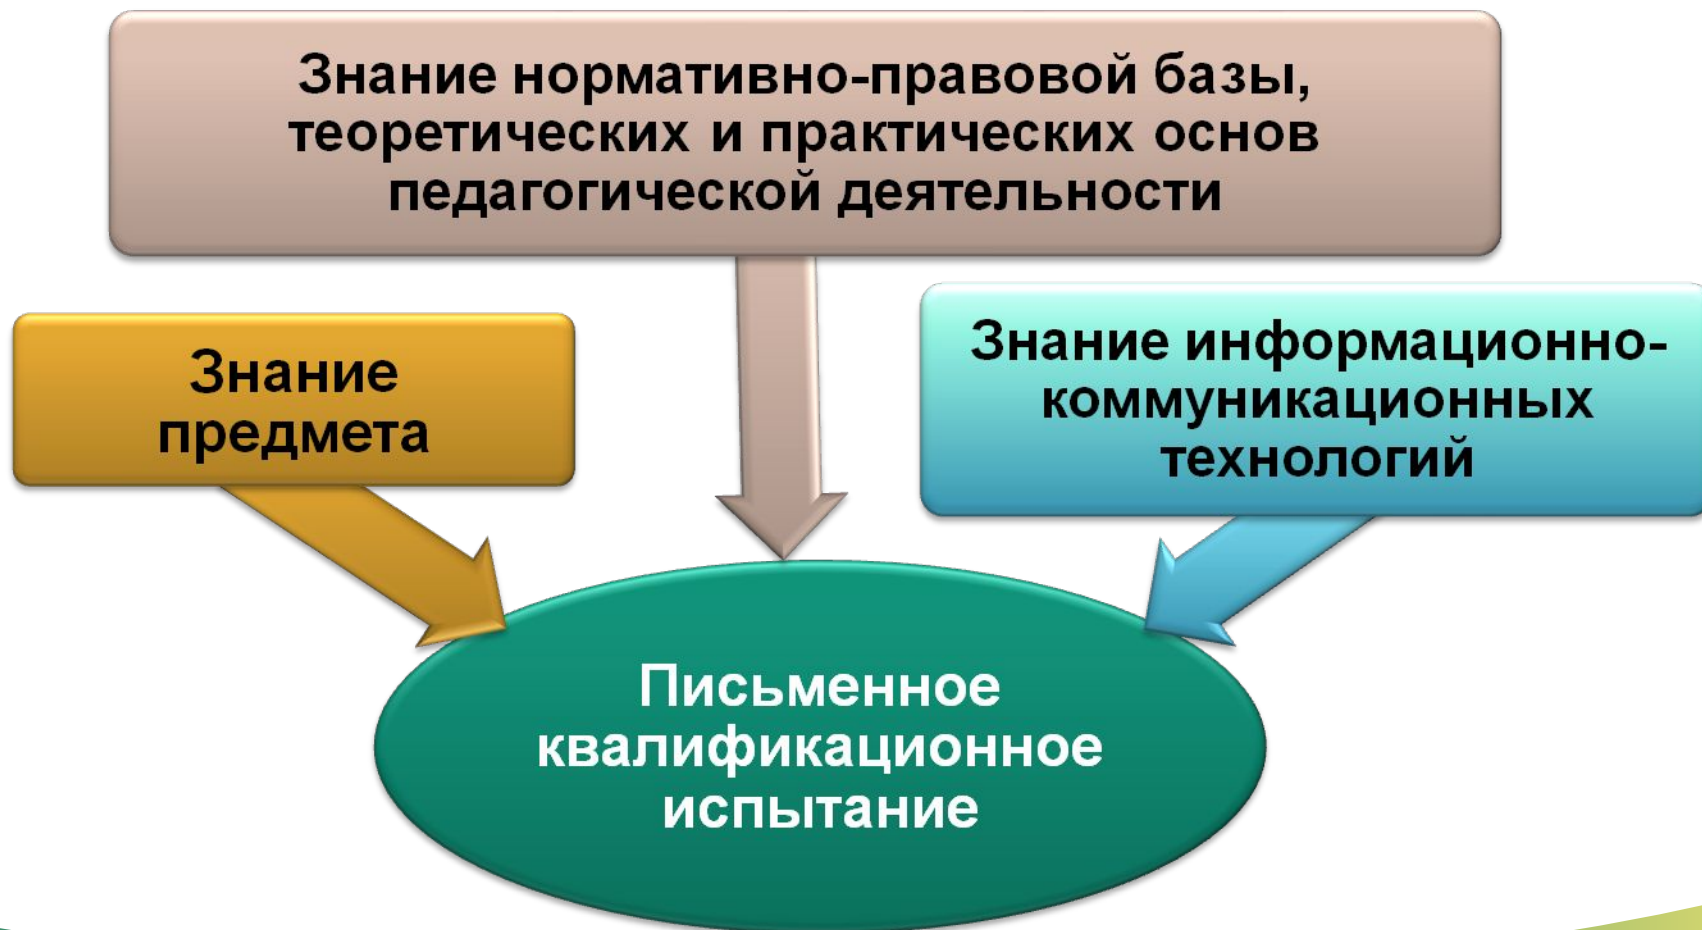 Знание нормативно-правовой базы,
теоретических и практических основ
педагогической деятельности
Знание
предмета
Знание информационно-
коммуникационных
технологий
Письменное
квалификационное
испытание